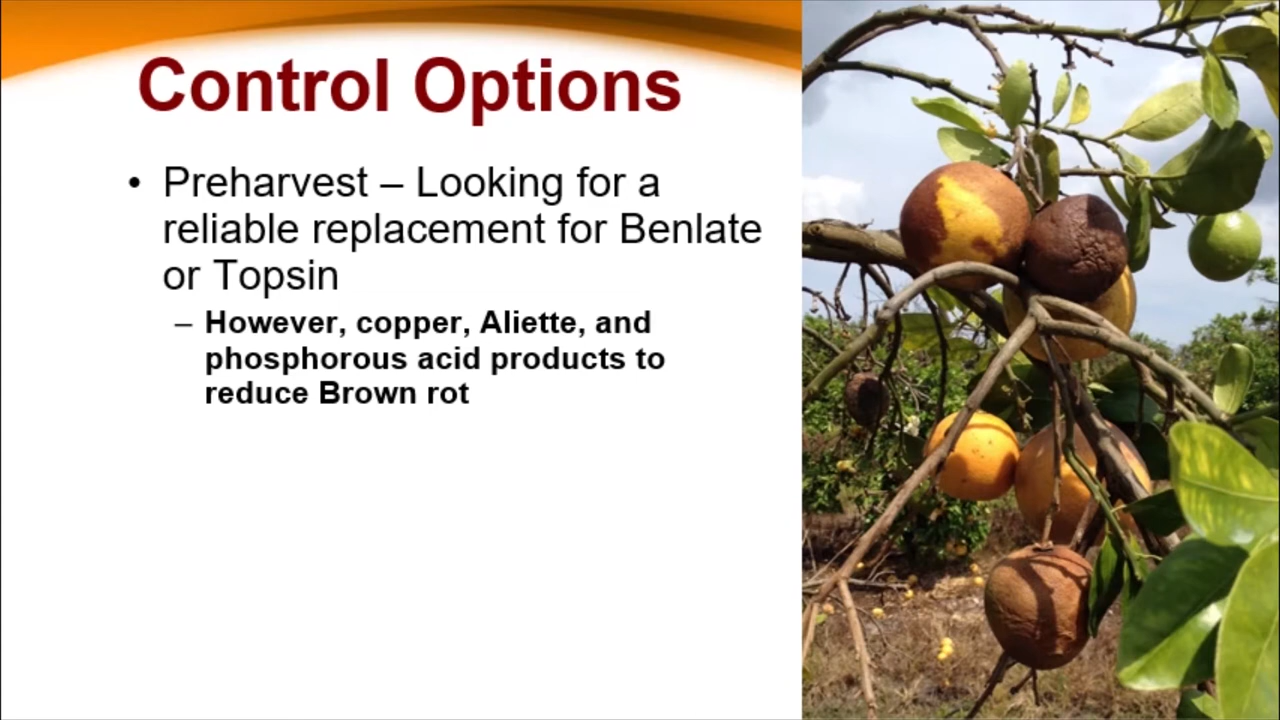 Control Options
• Preharvest – Looking for a
reliable replacement for Benlate
or Topsin
– However, copper, Aliette, and
phosphorous acid products to
reduce Brown rot